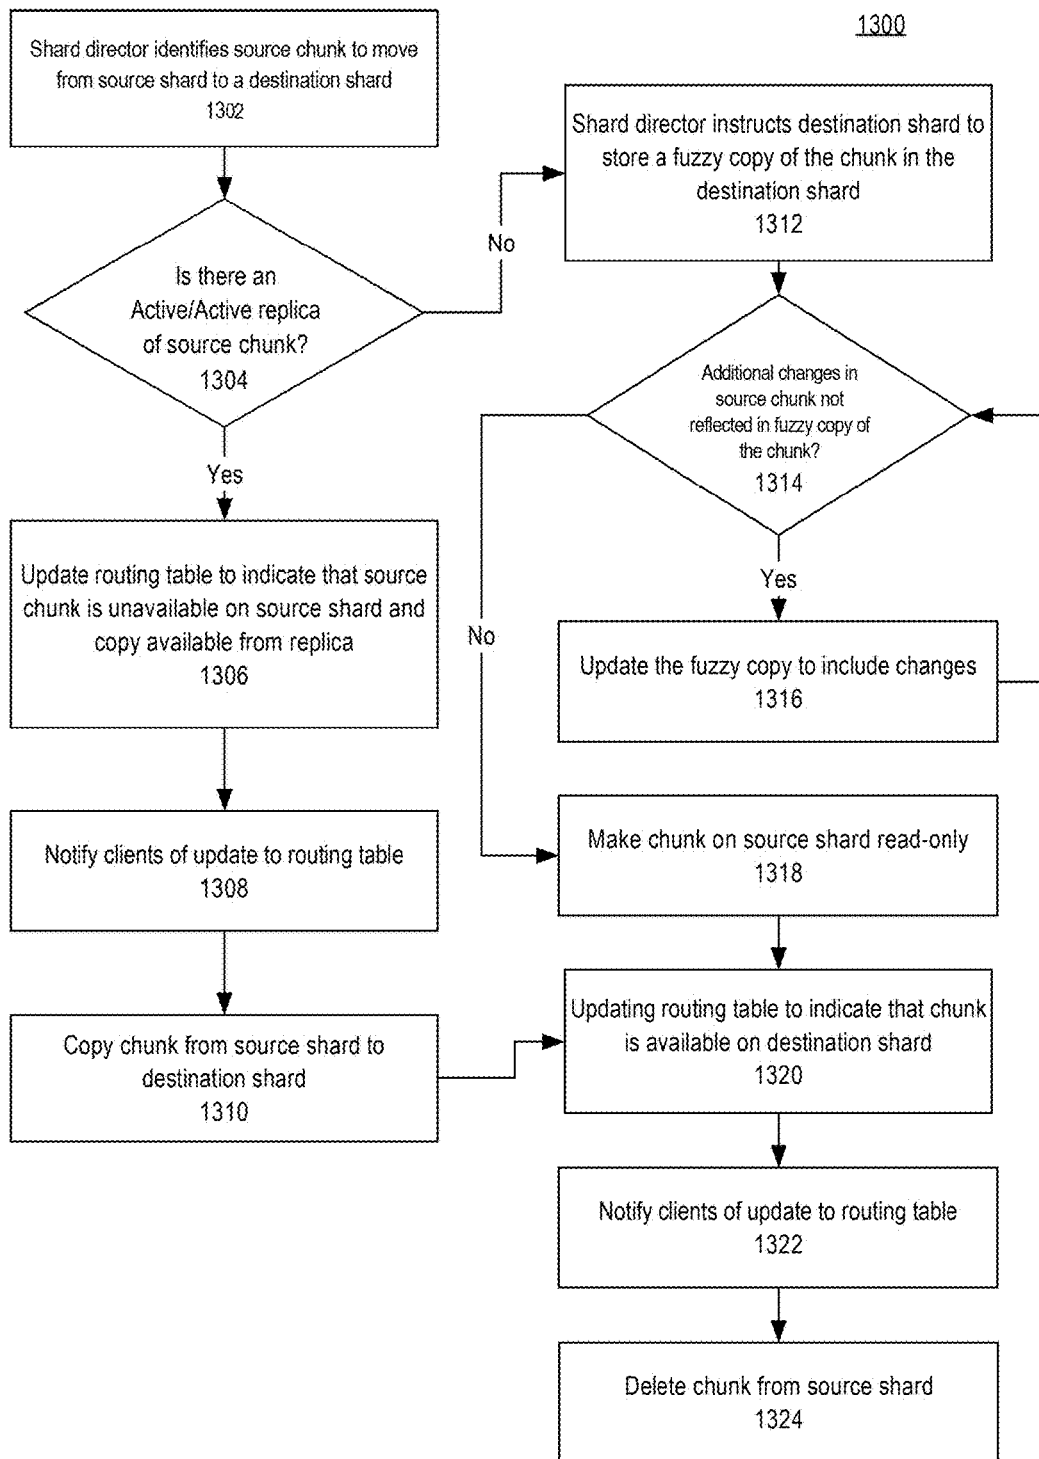 1300
Shard director identifies source chunk to move
from source shard to a destination shard
1302
Is there an
Active/Active replica
of source chunk?
1304
Yes
No
Update routing table to indicate that source
chunk is unavailable on source shard and
copy available from replica
1306
Notify clients of update to routing table
1308
Copy chunk from source shard to
destination shard
1310
Shard director instructs destination shard to
store a fuzzy copy of the chunk in the
destination shard
1312
Additional changes in
source chunk not
reflected in fuzzy copy of
the chunk?
1314
Yes
No
Update the fuzzy copy to include changes
1316
Make chunk on source shard read-only
1318
Updating routing table to indicate that chunk
is available on destination shard
1320
Notify clients of update to routing table
1322
Delete chunk from source shard
1324